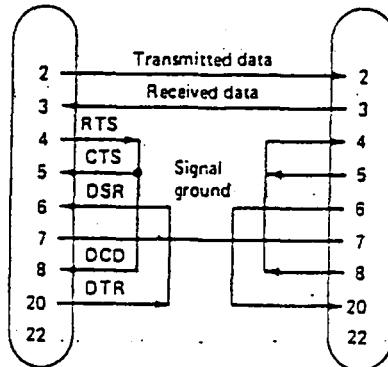 Transmitted data
2 2
Received data
3 3
RTS
4 4
CTS
5 Signal 5
DSR ground
6 6
7 7
DCD
8 8
DTR
20 20
22 22